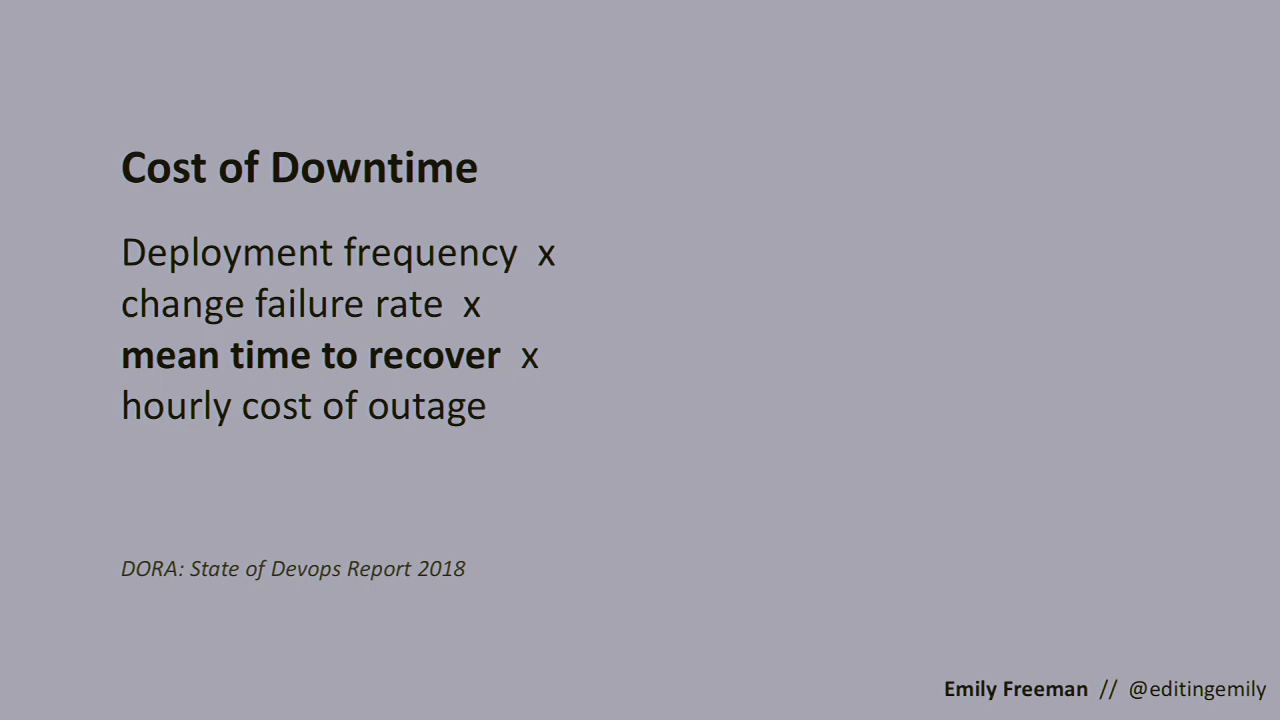 Cost of Downtime
Deployment frequency x
change failure rate x
mean time to recover x
hourly cost of outage
DORA: State of Devops Report 2018
Emily Freeman // @editingemily